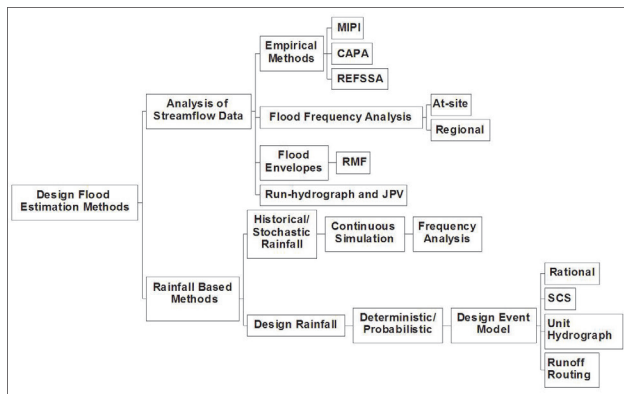 Design Flood
Estimation Methods
Analysis of
Streamflow Data
Empirical
Methods
MIPI
CAPA
REFSSA
Flood Frequency Analysis
At-site
Regional
Flood
Envelopes
RMF
Run-hydrograph and JPV
Rainfall Based
Methods
Historical/
Stochastic
Rainfall
Continuous
Simulation
Frequency
Analysis
Design Rainfall
Deterministic/
Probabilistic
Design Event
Model
Rational
SCS
Unit
Hydrograph
Runoff
Routing